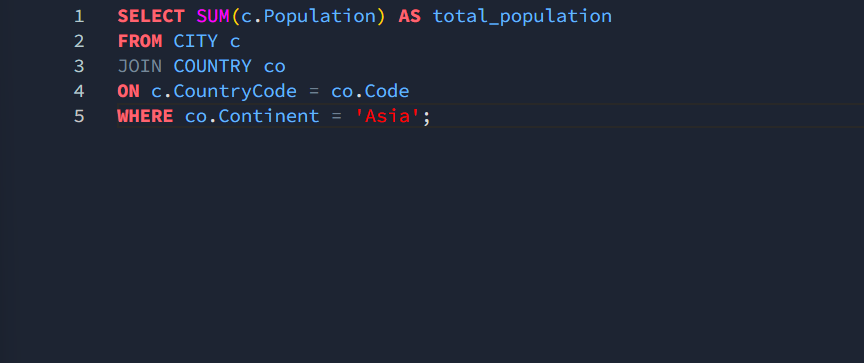 1 SELECT SUM(c.Population) AS total_population
2 FROM CITY c
3 JOIN COUNTRY co
4 ON c.CountryCode = co.Code
5 WHERE co.Continent = 'Asia';